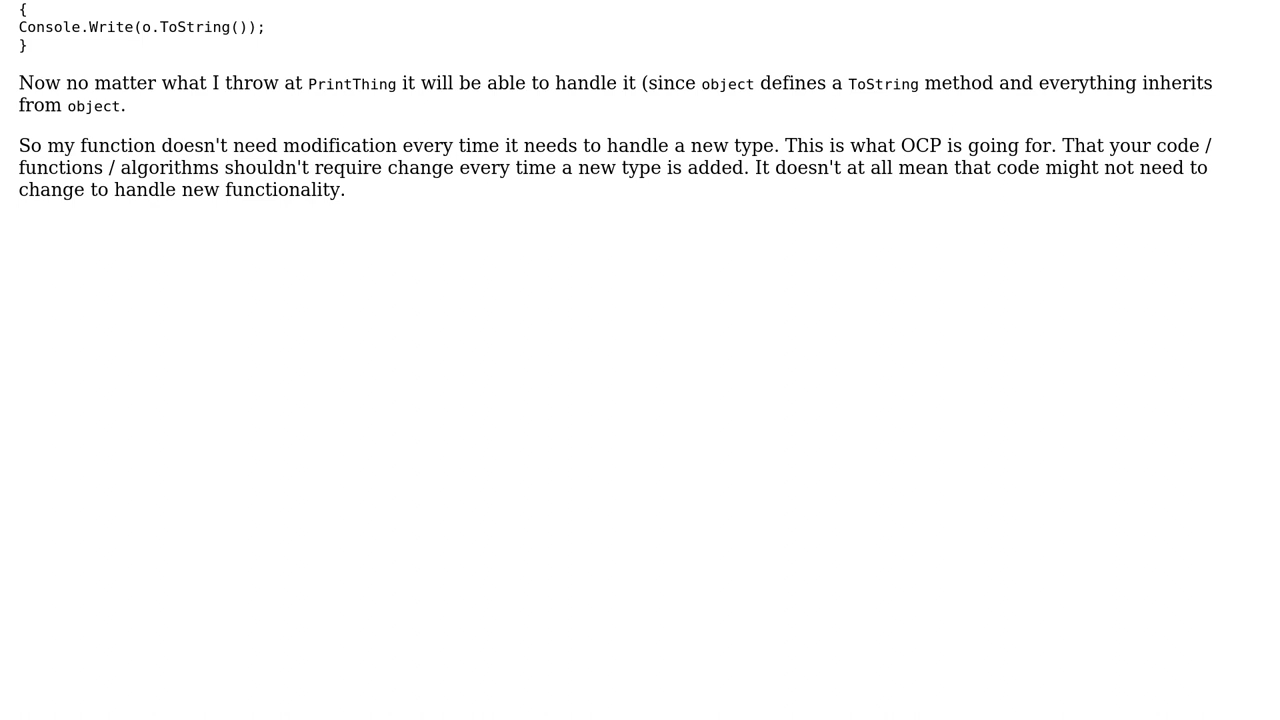 {
Console.Write(o.ToString());
}
Now no matter what I throw at PrintThing it will be able to handle it (since object defines a ToString method and everything inherits
from object.
So my function doesn't need modification every time it needs to handle a new type. This is what OCP is going for. That your code /
functions / algorithms shouldn't require change every time a new type is added. It doesn't at all mean that code might not need to
change to handle new functionality.